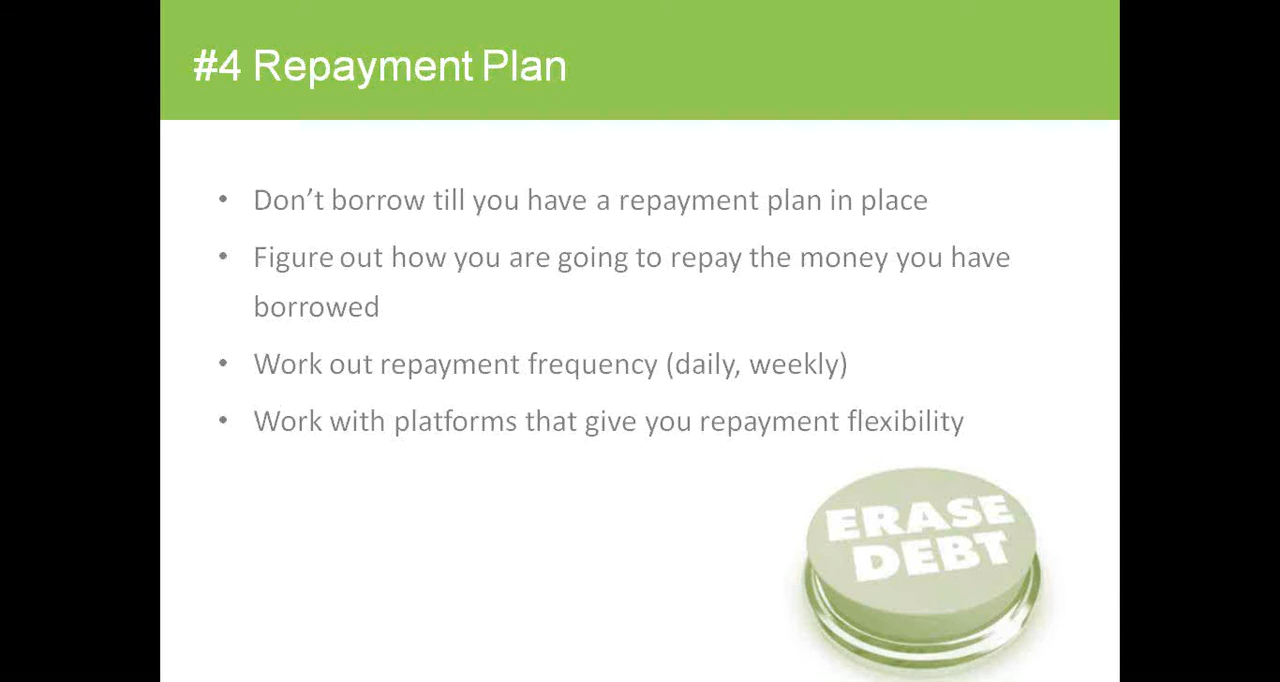 #4 Repayment Plan
• Don't borrow till you have a repayment plan in place
• Figure out how you are going to repay the money you have
borrowed
• Work out repayment frequency (daily, weekly)
• Work with platforms that give you repayment flexibility
ERASE
DEBT